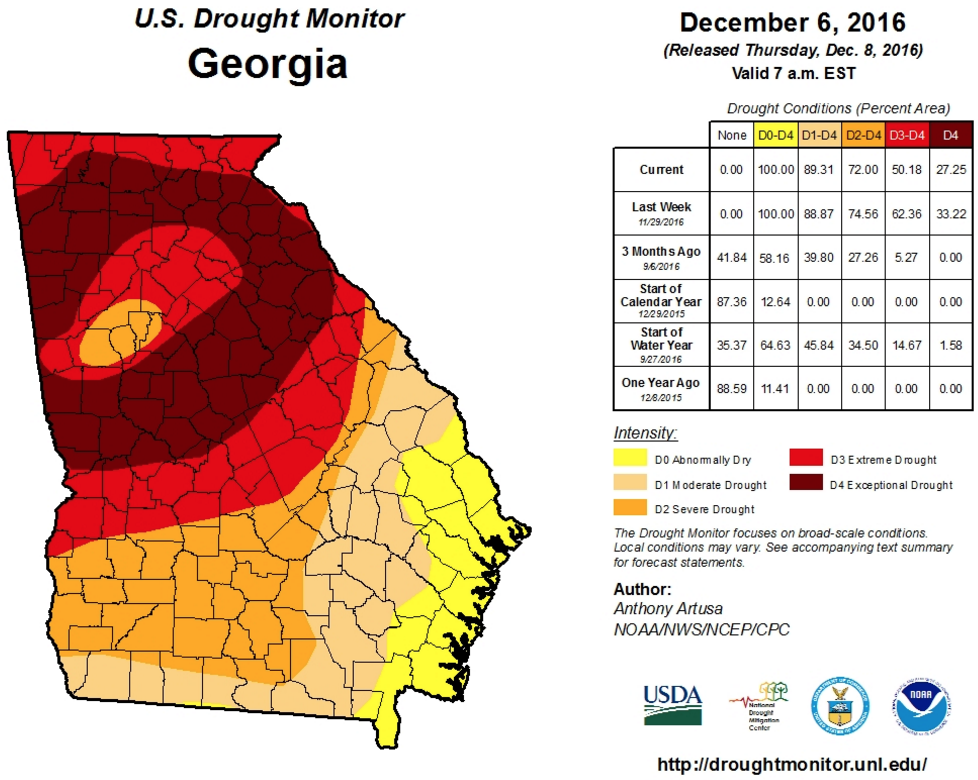 U.S. Drought Monitor
Georgia
December 6, 2016
(Released Thursday, Dec. 8, 2016)
Valid 7 a.m. EST
Drought Conditions (Percent Area)
None D0-D4 D1-D4 D2-D4 D3-D4 D4
Current 0.00 100.00 89.31 72.00 50.18 27.25
Last Week
11/29/2016
0.00 100.00 88.87 74.56 62.36 33.22
3 Months Ago
9/6/2016
41.84 58.16 39.80 27.26 5.27 0.00
Start of
Calendar Year
12/29/2015
87.36 12.64 0.00 0.00 0.00 0.00
Start of
Water Year
9/27/2016
35.37 64.63 45.84 34.50 14.67 1.58
One Year Ago
12/8/2015
88.59 11.41 0.00 0.00 0.00 0.00
Intensity:
D0 Abnormally Dry
D1 Moderate Drought
D2 Severe Drought
D3 Extreme Drought
D4 Exceptional Drought
The Drought Monitor focuses on broad-scale conditions.
Local conditions may vary. See accompanying text summary
for forecast statements.
Author:
Anthony Artusa
NOAA/NWS/NCEP/CPC
USDA
National
Drought
Mitigation
Center
NOAA
http://droughtmonitor.unl.edu/